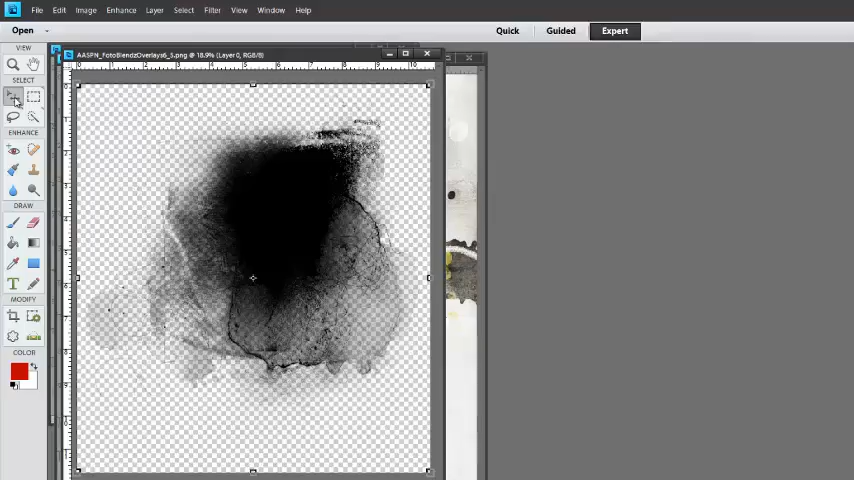 File Edit Image Enhance Layer Select Filter View Window Help
Open Quick Guided Expert
VIEW
AASPN_FotoBlendzOverlays6_5.png @ 18.9% (Layer 0, RGB/8)
SELECT
ENHANCE
DRAW
T
MODIFY
COLOR